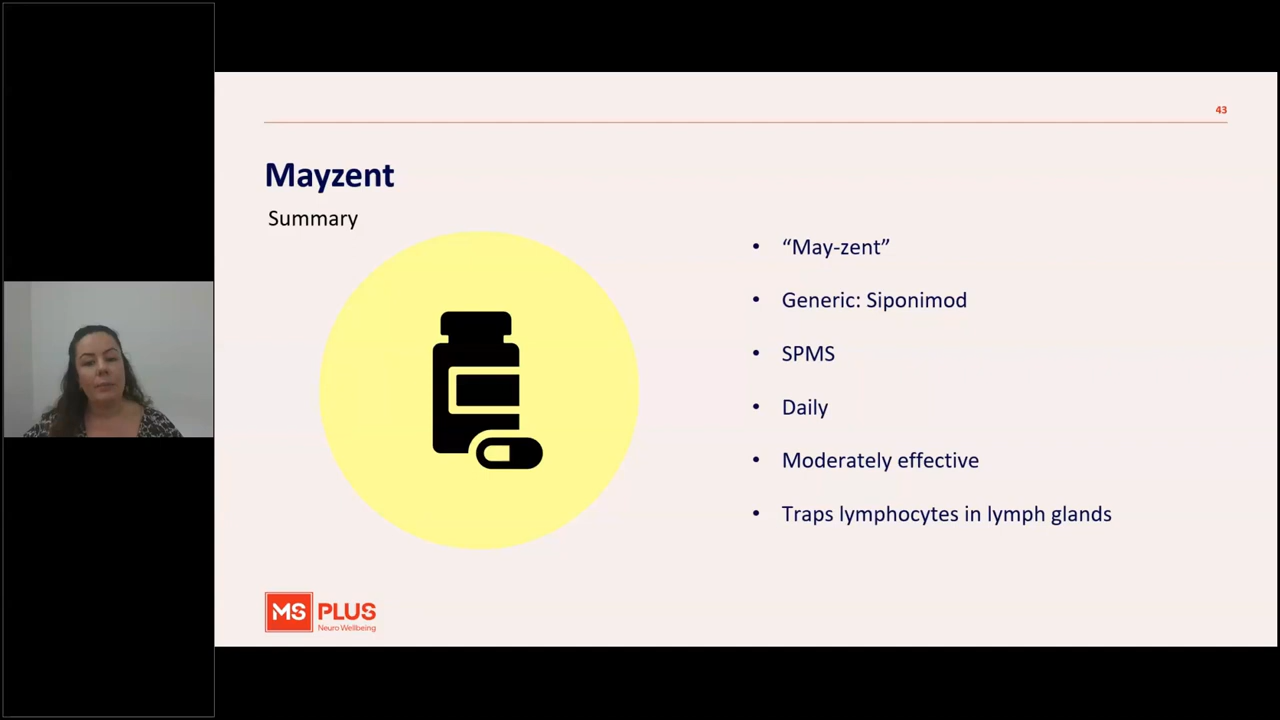 43
Mayzent
Summary
• “May-zent”
• Generic: Siponimod
• SPMS
• Daily
• Moderately effective
• Traps lymphocytes in lymph glands
MS PLUS
Neuro Wellbeing